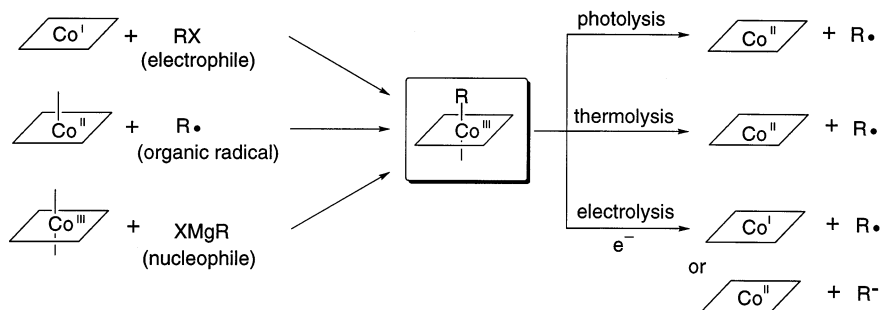 Co^I + RX
(electrophile)
Co^II + R•
(organic radical)
Co^III + XMgR
(nucleophile)
R
Co^III
photolysis
Co^II + R•
thermolysis
Co^II + R•
electrolysis
e⁻
Co^I + R•
or
Co^II + R⁻